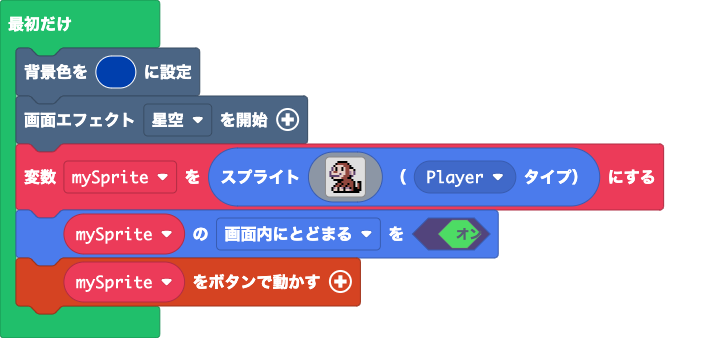 最初だけ
背景色を に設定
画面エフェクト 星空 を開始
変数 mySprite を スプライト ( Player タイプ) にする
mySprite の 画面内にとどまる を オン
mySprite をボタンで動かす